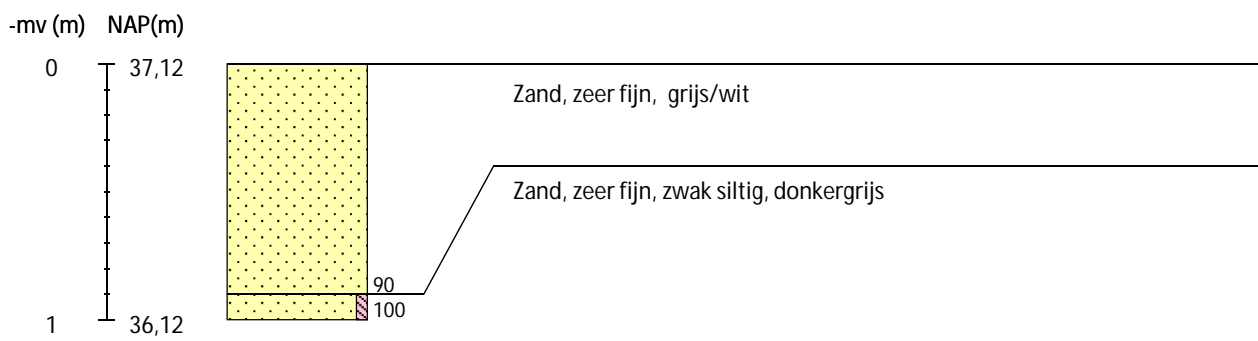 -mv (m) NAP(m)
0 37,12
Zand, zeer fijn, grijs/wit
Zand, zeer fijn, zwak siltig, donkergrijs
90
100
1 36,12